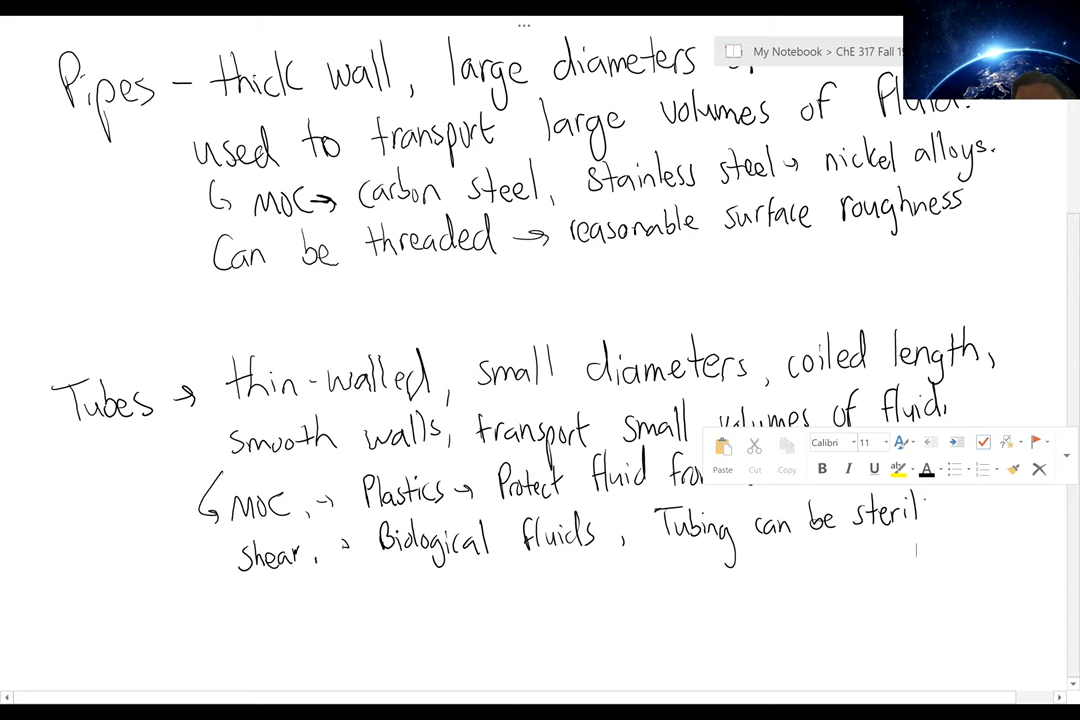 My Notebook > ChE 317 Fall 19
Pipes - thick wall, large diameters
used to transport large volumes of fluid.
↳ MOC → carbon steel, stainless steel → nickel alloys.
Can be threaded → reasonable surface roughness
Tubes → thin-walled, small diameters, coiled length,
smooth walls, transport small volumes of fluid.
Calibri 11
Paste Cut Copy B I U ab A
↳ MOC. → Plastics → Protect fluid from
shear. → Biological fluids, Tubing can be steril